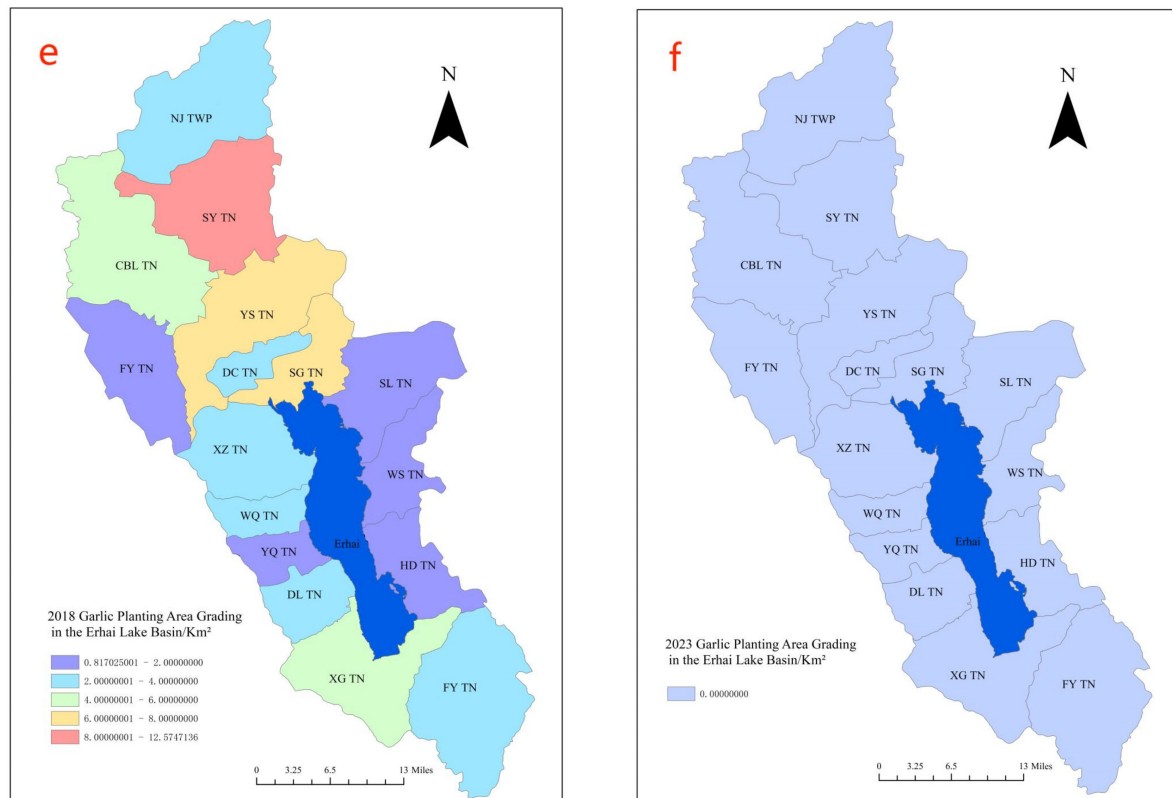 e
N
NJ TWP
SY TN
CBL TN
YS TN
FY TN
DC TN
SG TN
SL TN
XZ TN
WS TN
WQ TN
Erhai
YQ TN
HD TN
DL TN
2018 Garlic Planting Area Grading
in the Erhai Lake Basin/Km²
0.817025001 - 2.00000000
2.00000001 - 4.00000000
4.00000001 - 6.00000000
6.00000001 - 8.00000000
8.00000001 - 12.5747136
XG TN
FY TN
0 3.25 6.5 13 Miles
f
N
NJ TWP
SY TN
CBL TN
YS TN
FY TN
DC TN
SG TN
SL TN
XZ TN
WS TN
WQ TN
Erhai
YQ TN
HD TN
DL TN
2023 Garlic Planting Area Grading
in the Erhai Lake Basin/Km²
0.00000000
XG TN
FY TN
0 3.25 6.5 13 Miles